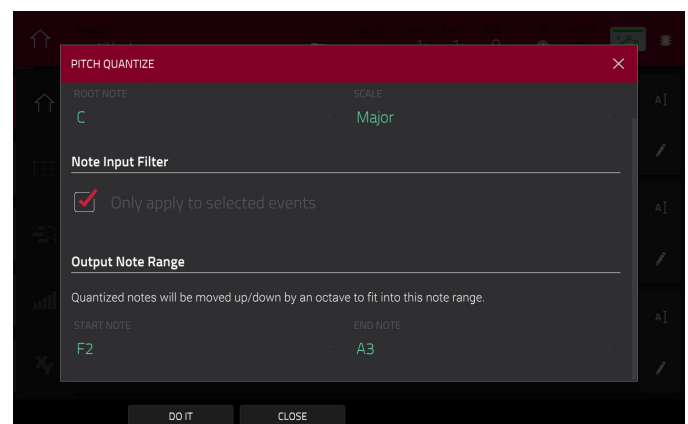 PITCH QUANTIZE
ROOT NOTE SCALE
C Major
Note Input Filter
Only apply to selected events
Output Note Range
Quantized notes will be moved up/down by an octave to fit into this note range.
START NOTE END NOTE
F2 A3
DO IT CLOSE